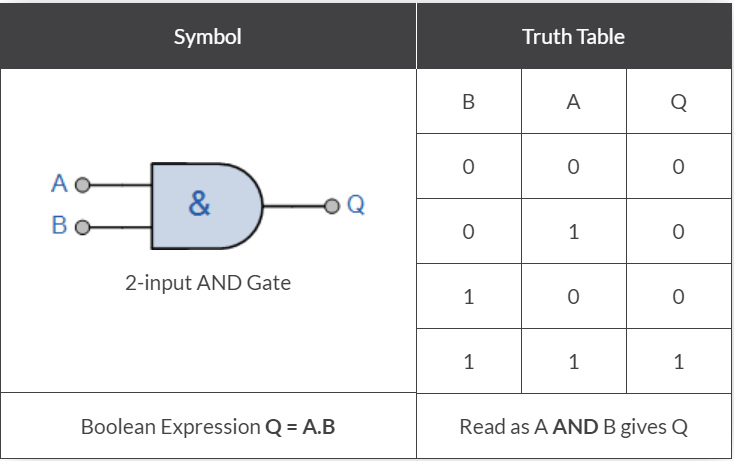 Symbol Truth Table
B A Q
0 0 0
A
& Q
B
0 1 0
2-input AND Gate
1 0 0
1 1 1
Boolean Expression Q = A.B Read as A AND B gives Q